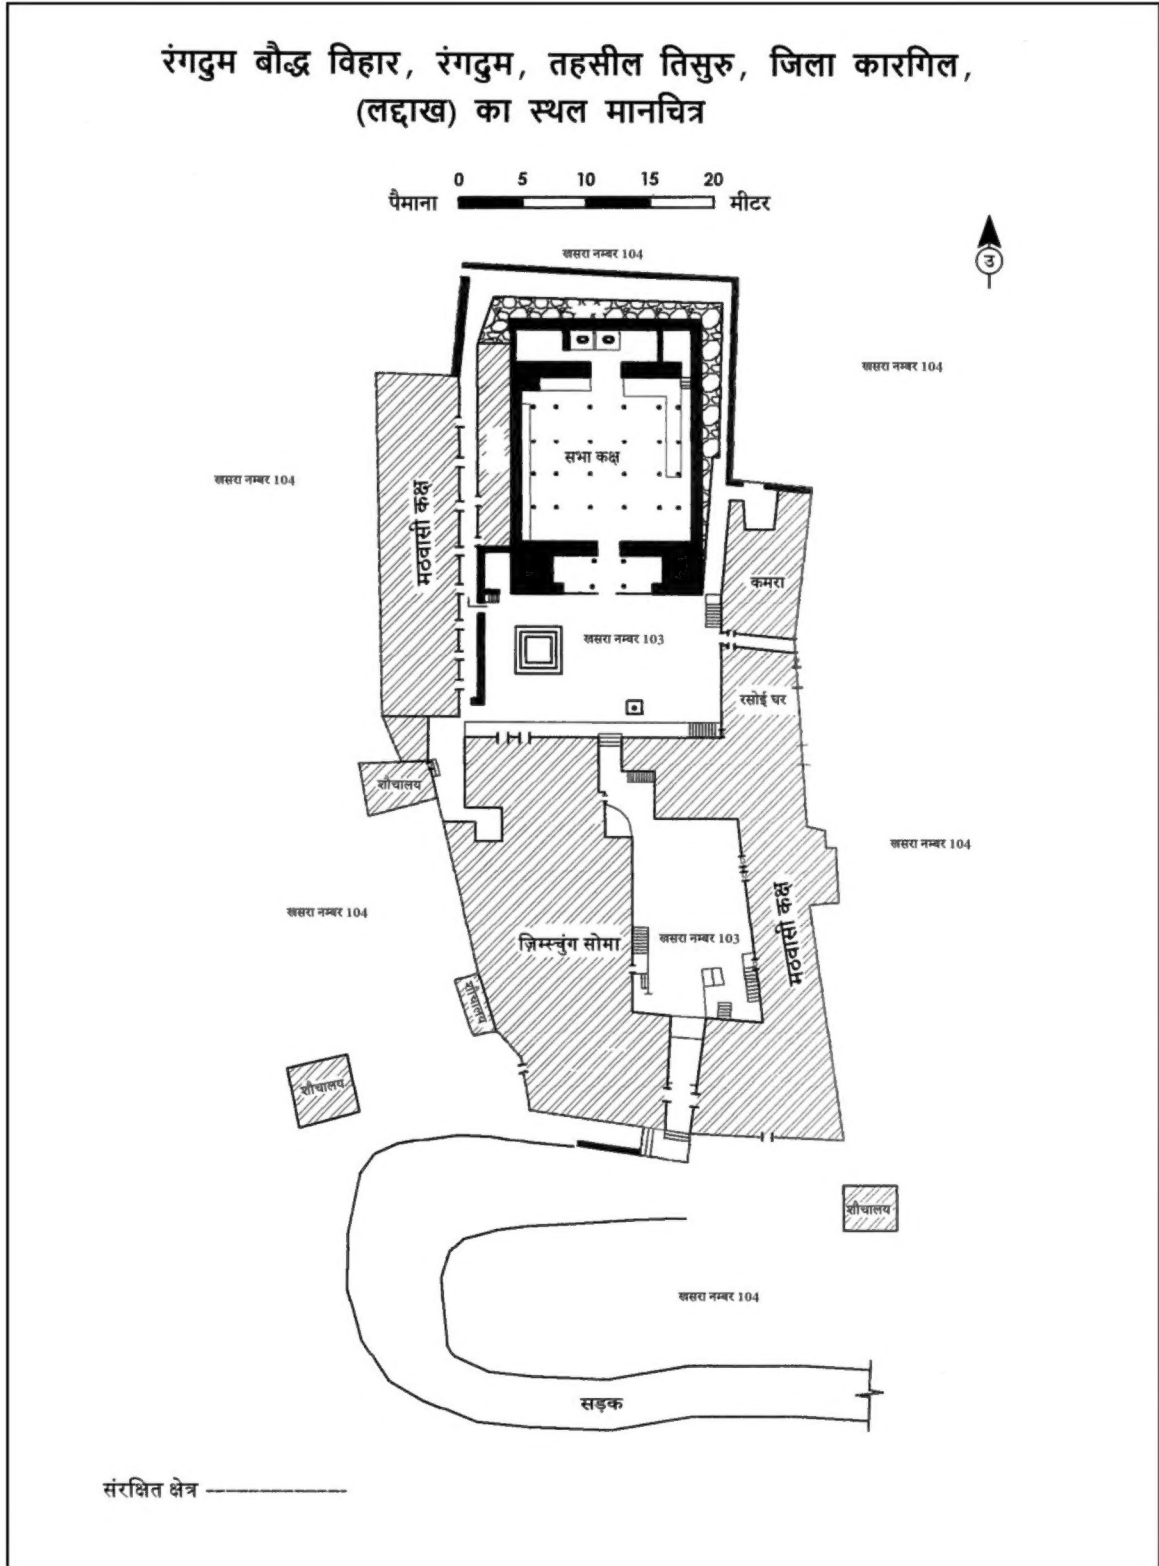 रंगदुम बौद्ध विहार, रंगदुम, तहसील तिसुरु, जिला कारगिल,
(लद्दाख) का स्थल मानचित्र
0 5 10 15 20
पैमाना मीटर
खसरा नम्बर 104
उ
खसरा नम्बर 104
सभा कक्ष
खसरा नम्बर 104
मठवासी कक्ष
कमरा
खसरा नम्बर 103
रसोई घर
शौचालय
खसरा नम्बर 104
खसरा नम्बर 104
मठवासी कक्ष
ज़िम्स्चुंग सोमा
खसरा नम्बर 103
शौचालय
शौचालय
शौचालय
खसरा नम्बर 104
सड़क
संरक्षित क्षेत्र